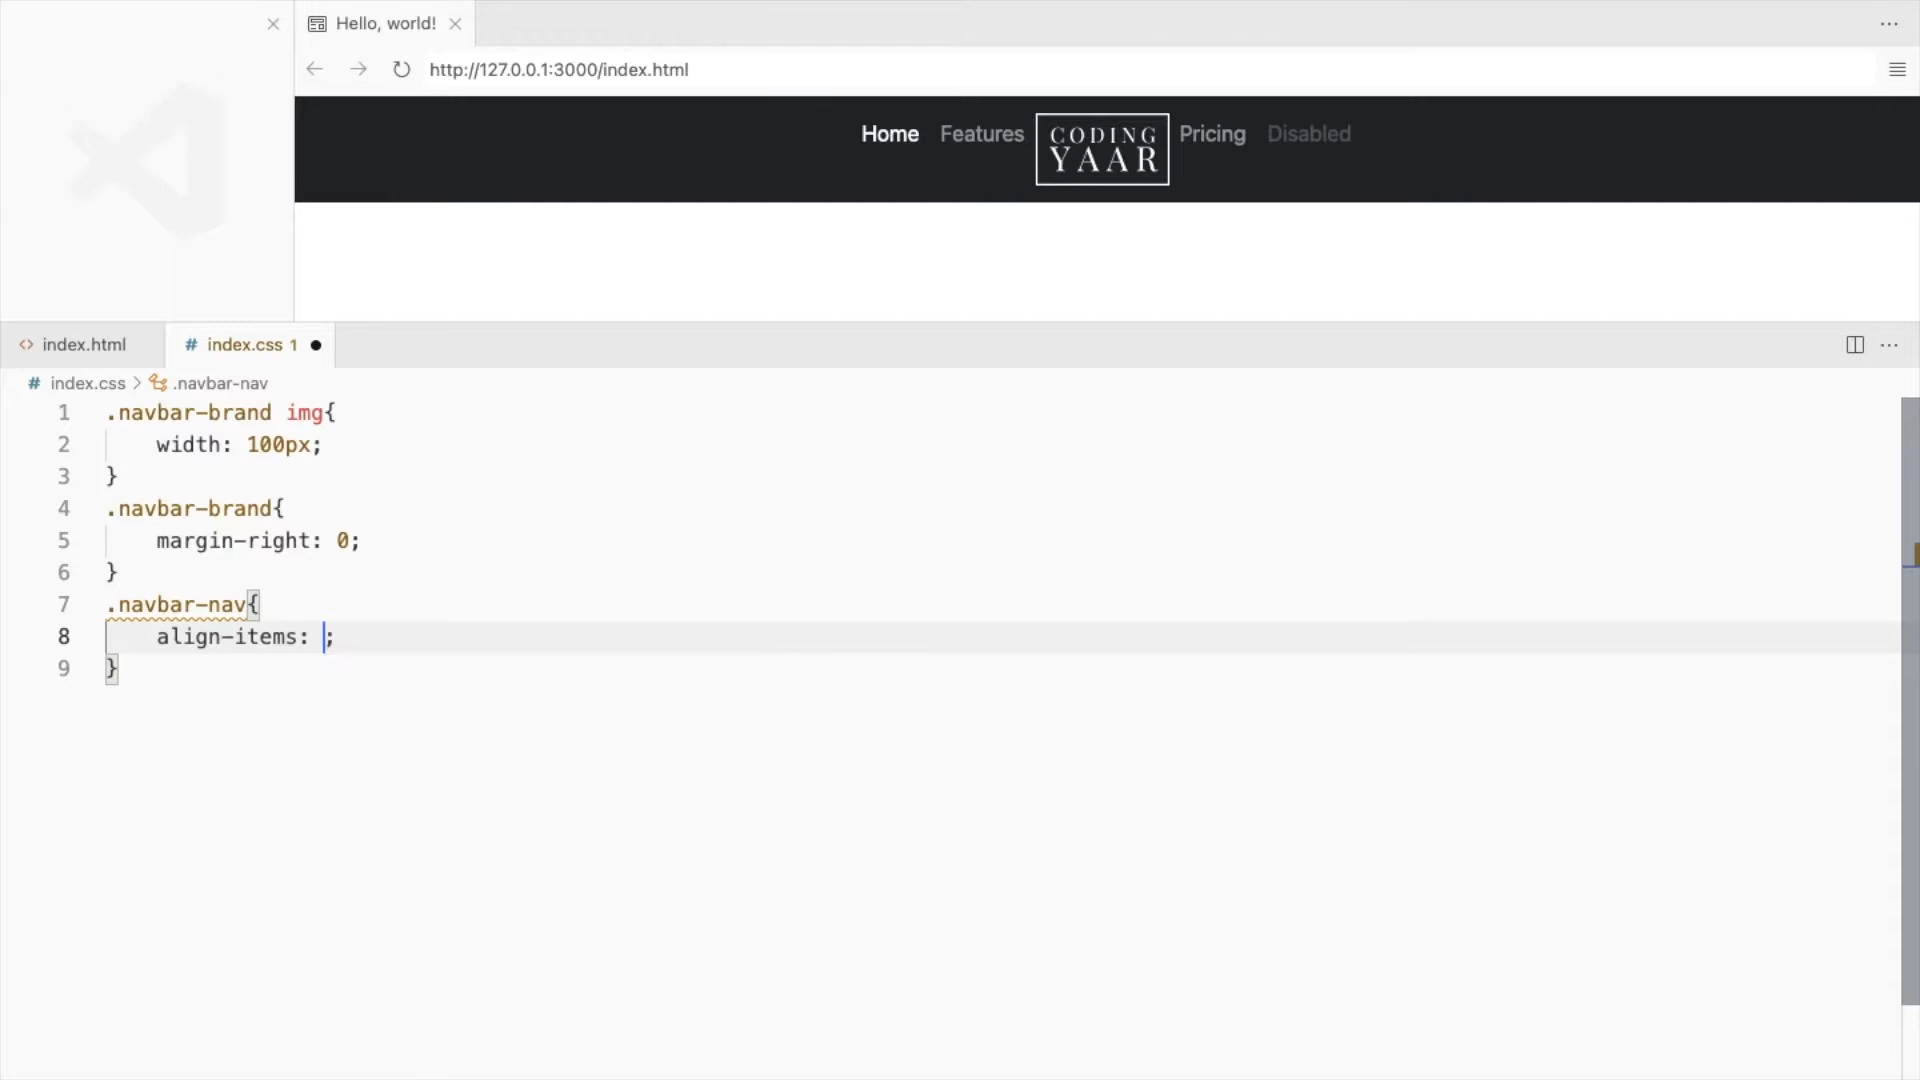 Hello, world!
http://127.0.0.1:3000/index.html
Home Features CODING YAAR Pricing Disabled
index.html
index.css 1
index.css > .navbar-nav
1 .navbar-brand img{
2 width: 100px;
3 }
4 .navbar-brand{
5 margin-right: 0;
6 }
7 .navbar-nav{
8 align-items: ;
9 }